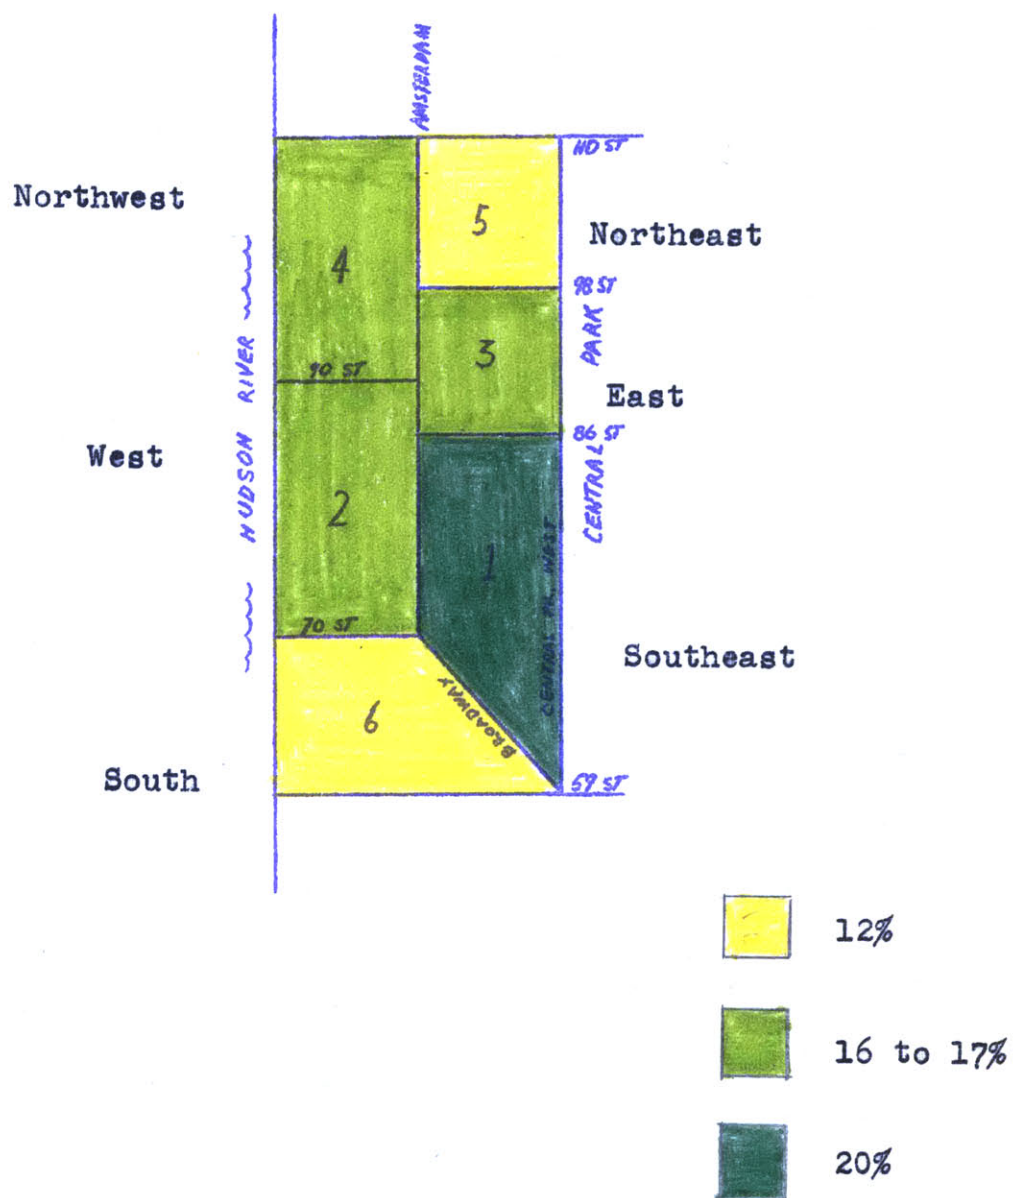 AMSTERDAM
110 ST
Northwest
5
Northeast
4
98 ST
PARK
3
HUDSON RIVER
90 ST
East
86 ST
West
CENTRAL
2
1
CENTRAL PK. WEST
70 ST
Southeast
BROADWAY
6
South
59 ST
12%
16 to 17%
20%